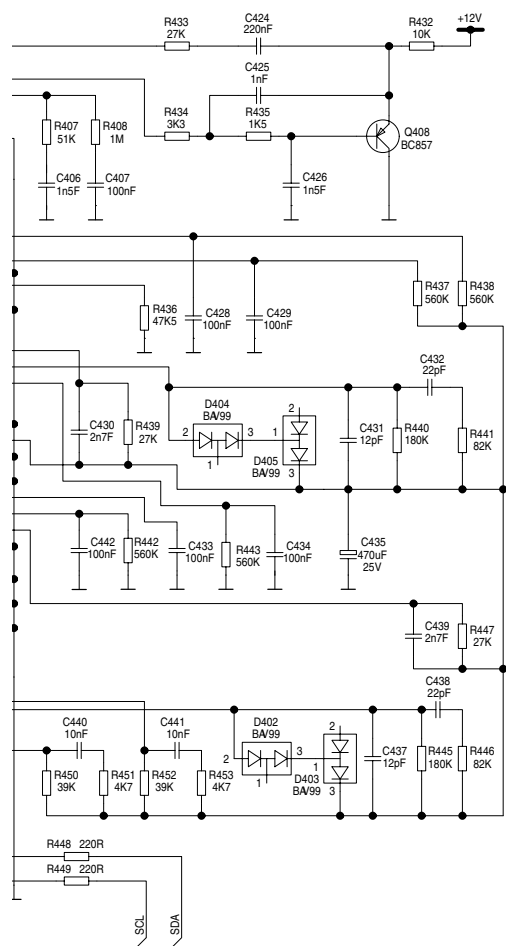 R433
27K
C424
220nF
R432
10K
+12V
C425
1nF
R434
3K3
R435
1K5
Q408
BC857
R407
51K
R408
1M
C406
1n5F
C407
100nF
C426
1n5F
R437
560K
R438
560K
R436
47K5
C428
100nF
C429
100nF
C432
22pF
D404
BAV99
2
3
1
2
1
3
D405
BAV99
C430
2n7F
R439
27K
C431
12pF
R440
180K
R441
82K
C442
100nF
R442
560K
C433
100nF
R443
560K
C434
100nF
C435
470uF
25V
C439
2n7F
R447
27K
C438
22pF
C440
10nF
C441
10nF
D402
BAV99
2
3
1
2
1
3
D403
BAV99
C437
12pF
R445
180K
R446
82K
R450
39K
R451
4K7
R452
39K
R453
4K7
R448 220R
R449 220R
SCL
SDA